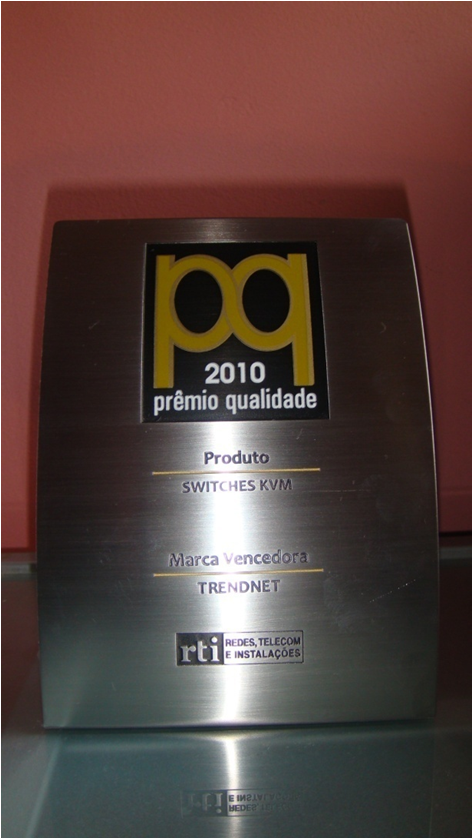 pq
2010
prêmio qualidade
Produto
SWITCHES KVM
Marca Vencedora
TRENDNET
rti REDES, TELECOM
E INSTALAÇÕES